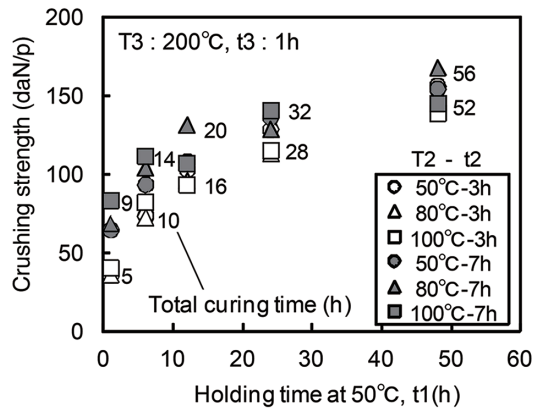 T3 : 200℃, t3 : 1h
Crushing strength (daN/p)
200
150
100
50
0
0 10 20 30 40 50 60
Holding time at 50℃, t1(h)
9
5
14
10
20
16
32
28
56
52
Total curing time (h)
T2 - t2
50℃-3h
80℃-3h
100℃-3h
50℃-7h
80℃-7h
100℃-7h